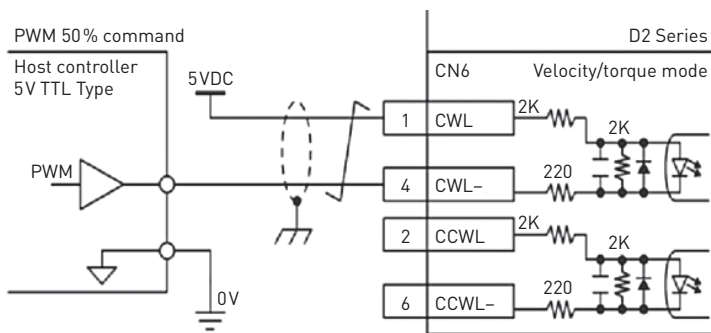 PWM 50% command
Host controller
5V TTL Type
5VDC
PWM
0V
D2 Series
CN6
Velocity/torque mode
1 CWL
2K
2K
4 CWL–
220
2 CCWL
2K
2K
6 CCWL–
220